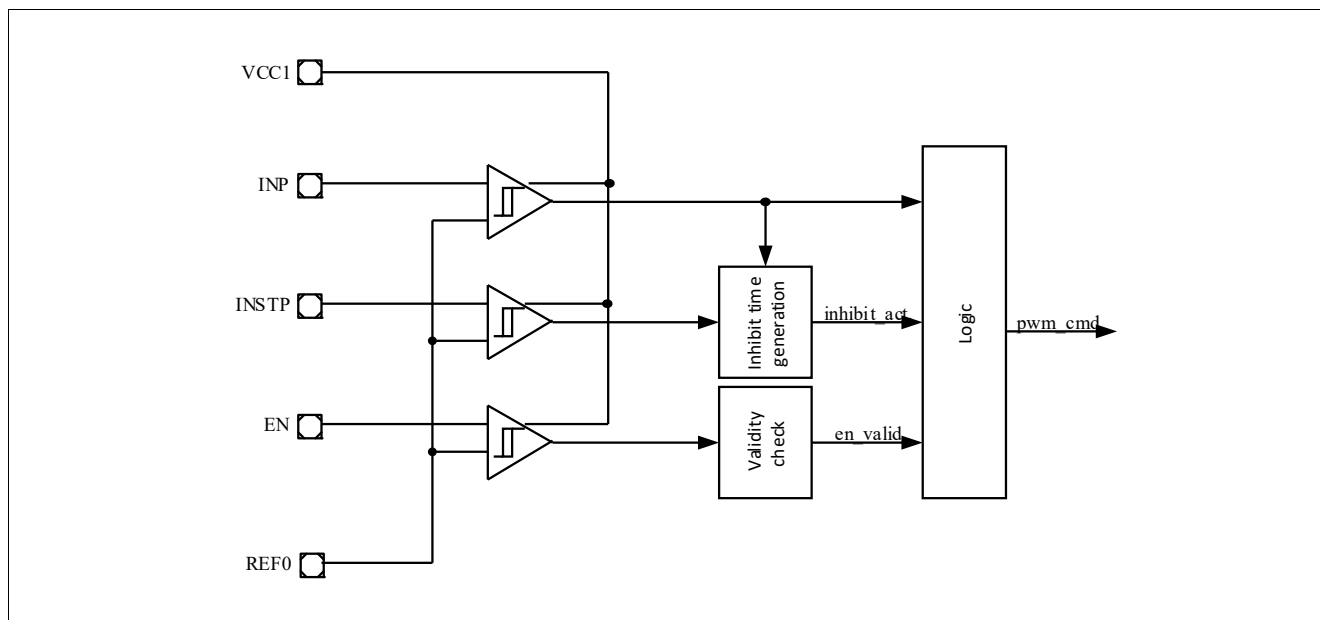 VCC1
INP
INSTP
EN
REF0
Inhibit time
generation
inhibit_act
Validity
check
en_valid
Logic
pwm_cmd